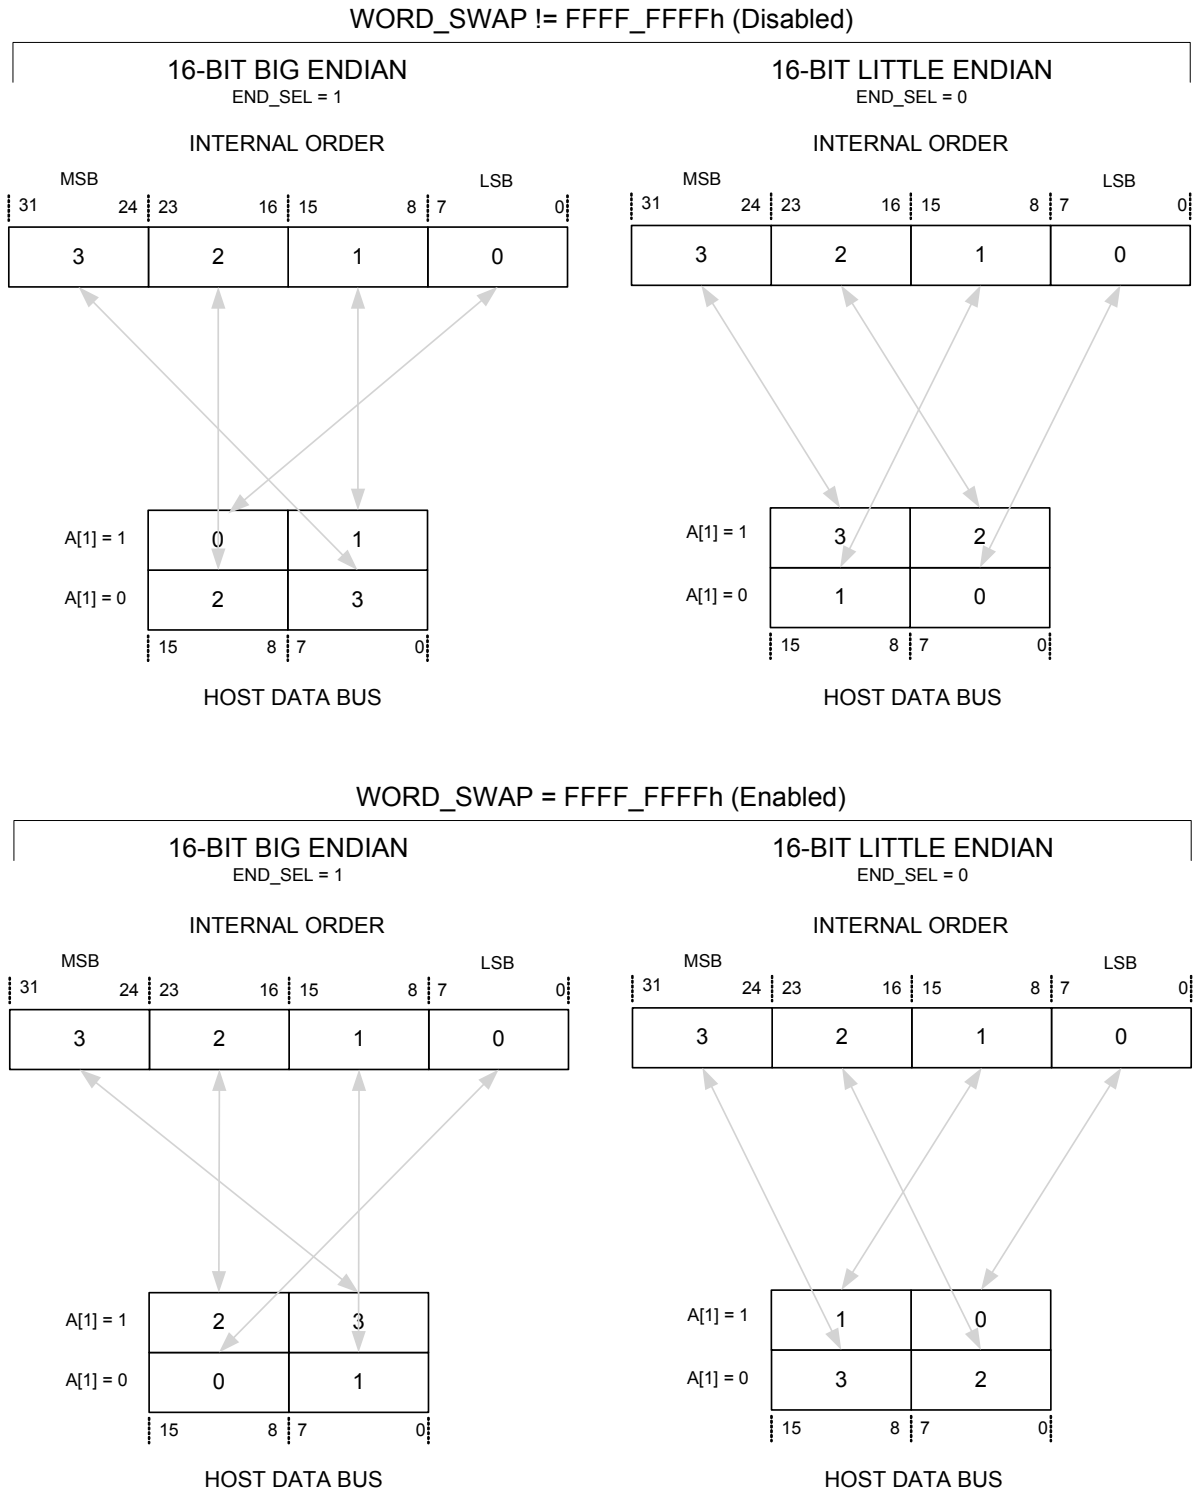 WORD_SWAP != FFFF_FFFFh (Disabled)
16-BIT BIG ENDIAN
END_SEL = 1
INTERNAL ORDER
MSB LSB
31 24 23 16 15 8 7 0
3 2 1 0
A[1] = 1 0 1
A[1] = 0 2 3
15 8 7 0
HOST DATA BUS
16-BIT LITTLE ENDIAN
END_SEL = 0
INTERNAL ORDER
MSB LSB
31 24 23 16 15 8 7 0
3 2 1 0
A[1] = 1 3 2
A[1] = 0 1 0
15 8 7 0
HOST DATA BUS
WORD_SWAP = FFFF_FFFFh (Enabled)
16-BIT BIG ENDIAN
END_SEL = 1
INTERNAL ORDER
MSB LSB
31 24 23 16 15 8 7 0
3 2 1 0
A[1] = 1 2 3
A[1] = 0 0 1
15 8 7 0
HOST DATA BUS
16-BIT LITTLE ENDIAN
END_SEL = 0
INTERNAL ORDER
MSB LSB
31 24 23 16 15 8 7 0
3 2 1 0
A[1] = 1 1 0
A[1] = 0 3 2
15 8 7 0
HOST DATA BUS